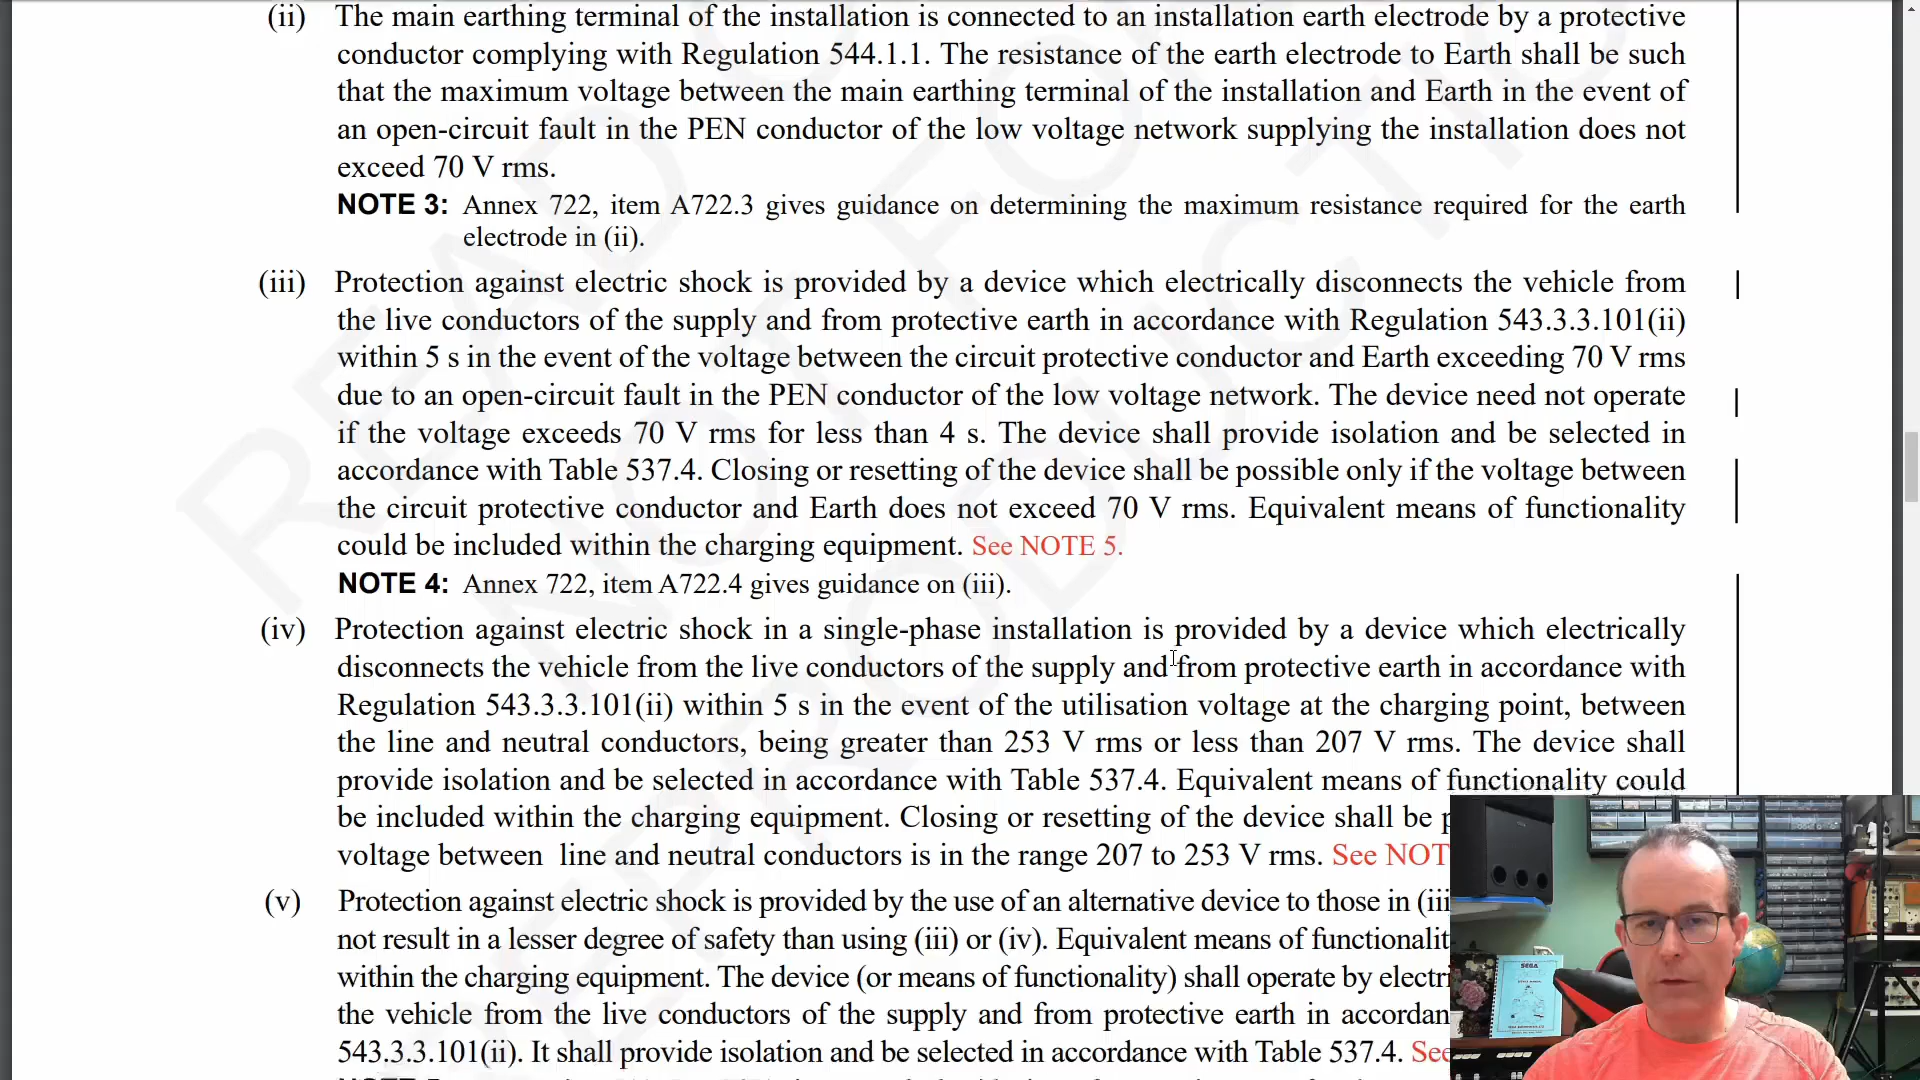 (ii) The main earthing terminal of the installation is connected to an installation earth electrode by a protective
conductor complying with Regulation 544.1.1. The resistance of the earth electrode to Earth shall be such
that the maximum voltage between the main earthing terminal of the installation and Earth in the event of
an open-circuit fault in the PEN conductor of the low voltage network supplying the installation does not
exceed 70 V rms.
NOTE 3: Annex 722, item A722.3 gives guidance on determining the maximum resistance required for the earth
electrode in (ii).
(iii) Protection against electric shock is provided by a device which electrically disconnects the vehicle from
the live conductors of the supply and from protective earth in accordance with Regulation 543.3.3.101(ii)
within 5 s in the event of the voltage between the circuit protective conductor and Earth exceeding 70 V rms
due to an open-circuit fault in the PEN conductor of the low voltage network. The device need not operate
if the voltage exceeds 70 V rms for less than 4 s. The device shall provide isolation and be selected in
accordance with Table 537.4. Closing or resetting of the device shall be possible only if the voltage between
the circuit protective conductor and Earth does not exceed 70 V rms. Equivalent means of functionality
could be included within the charging equipment. See NOTE 5.
NOTE 4: Annex 722, item A722.4 gives guidance on (iii).
(iv) Protection against electric shock in a single-phase installation is provided by a device which electrically
disconnects the vehicle from the live conductors of the supply and from protective earth in accordance with
Regulation 543.3.3.101(ii) within 5 s in the event of the utilisation voltage at the charging point, between
the line and neutral conductors, being greater than 253 V rms or less than 207 V rms. The device shall
provide isolation and be selected in accordance with Table 537.4. Equivalent means of functionality could
be included within the charging equipment. Closing or resetting of the device shall be p
voltage between line and neutral conductors is in the range 207 to 253 V rms. See NOT
(v) Protection against electric shock is provided by the use of an alternative device to those in (iii
not result in a lesser degree of safety than using (iii) or (iv). Equivalent means of functionalit
within the charging equipment. The device (or means of functionality) shall operate by electri
the vehicle from the live conductors of the supply and from protective earth in accordan
543.3.3.101(ii). It shall provide isolation and be selected in accordance with Table 537.4. See
SEGA